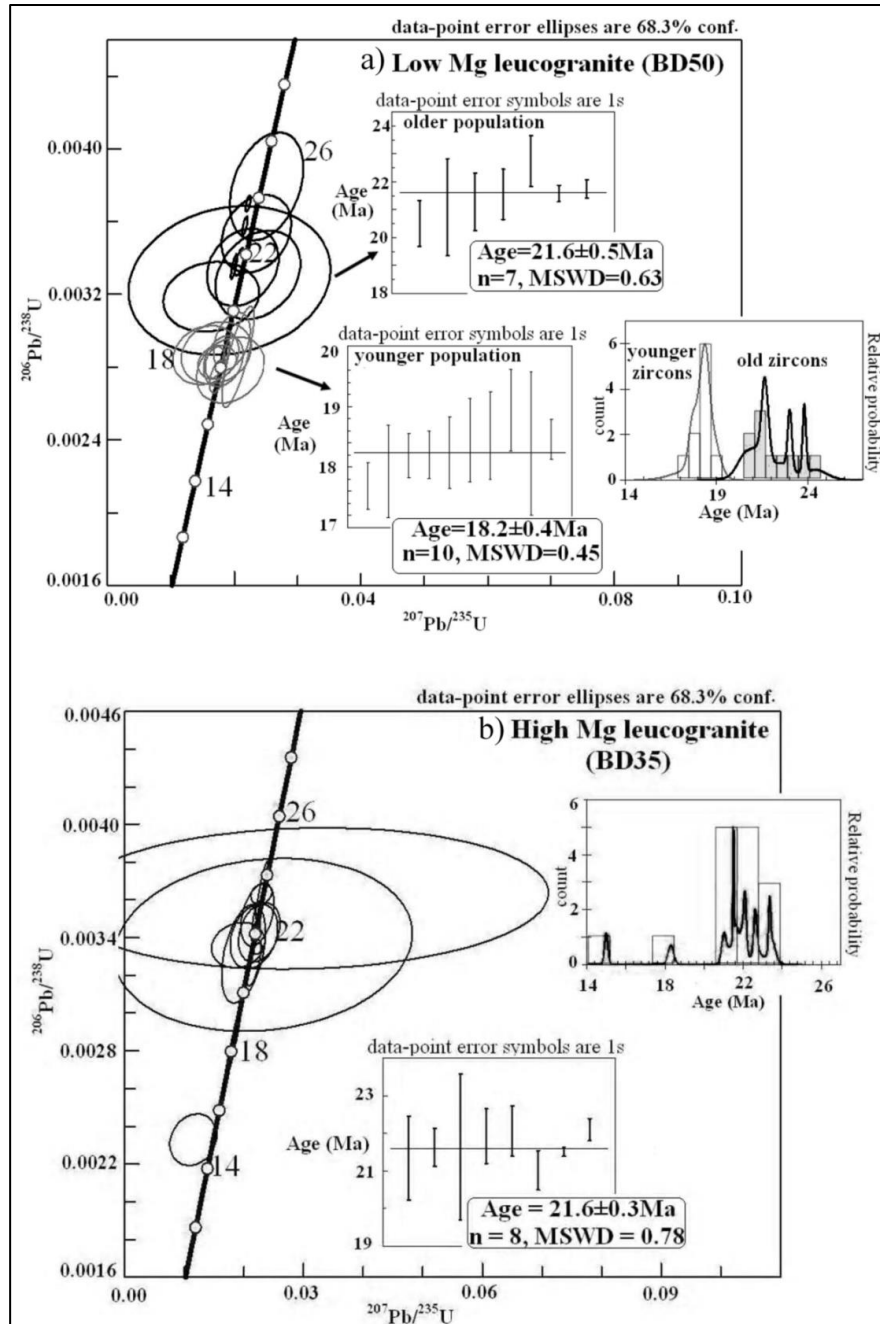 data-point error ellipses are 68.3% conf.
a) Low Mg leucogranite (BD50)
data-point error symbols are 1s
older population
24
22
20
18
Age
(Ma)
Age=21.6±0.5Ma
n=7, MSWD=0.63
0.0040
0.0032
0.0024
0.0016
²⁰⁶Pb/²³⁸U
26
22
18
14
data-point error symbols are 1s
younger population
20
19
18
17
Age
(Ma)
Age=18.2±0.4Ma
n=10, MSWD=0.45
younger
zircons
old zircons
6
4
2
0
count
Relative probability
14
19
24
Age (Ma)
0.00
0.04
0.06
0.10
²⁰⁷Pb/²³⁵U
data-point error ellipses are 68.3% conf.
b) High Mg leucogranite
(BD35)
0.0046
0.0040
0.0034
0.0028
0.0022
0.0016
²⁰⁶Pb/²³⁸U
26
22
18
14
6
4
2
0
count
Relative probability
14
18
22
26
Age (Ma)
data-point error symbols are 1s
23
21
19
Age (Ma)
Age = 21.6±0.3Ma
n = 8, MSWD = 0.78
0.00
0.03
0.06
0.09
²⁰⁷Pb/²³⁵U